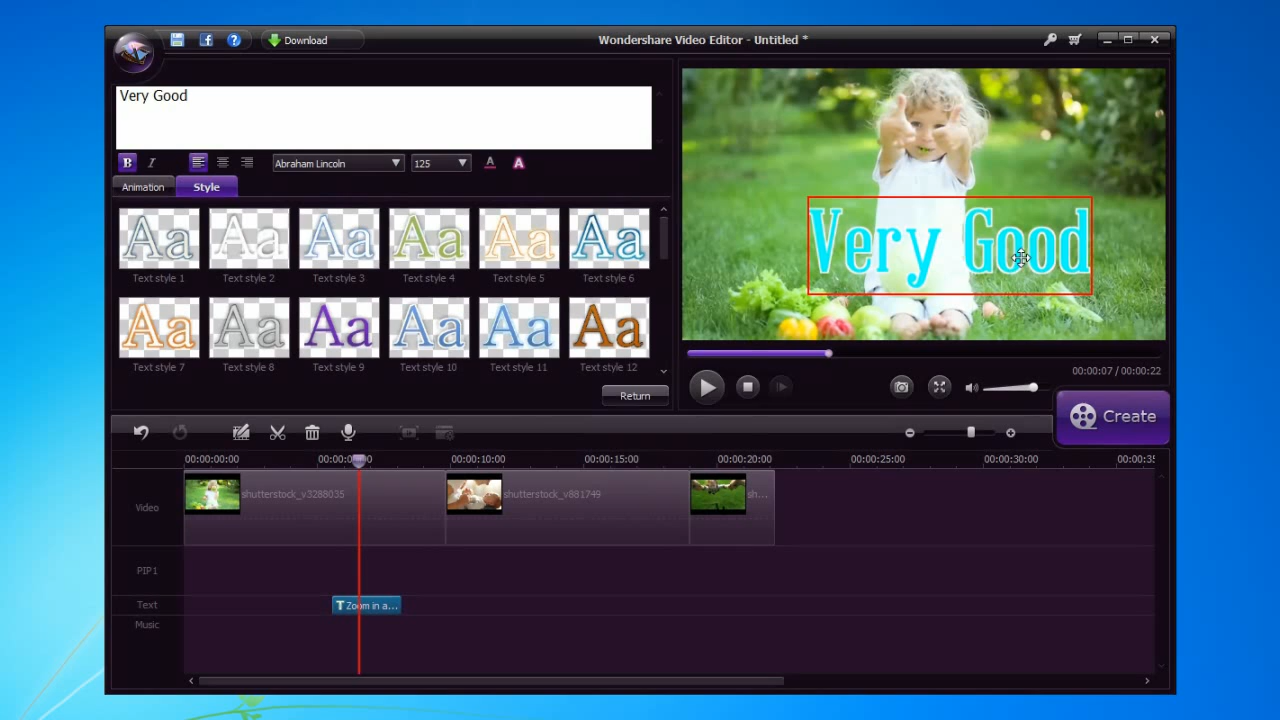 Download
Wondershare Video Editor - Untitled *
Very Good
B I
Abraham Lincoln
125
A A
Animation
Style
Aa Aa Aa Aa Aa Aa
Text style 1
Text style 2
Text style 3
Text style 4
Text style 5
Text style 6
Aa Aa Aa Aa Aa Aa
Text style 7
Text style 8
Text style 9
Text style 10
Text style 11
Text style 12
Return
Very Good
00:00:07 / 00:00:22
Create
00:00:00:00
00:00:10:00
00:00:15:00
00:00:20:00
00:00:25:00
00:00:30:00
00:00:35
Video
shutterstock_v3288035
shutterstock_v881749
sh...
PIP1
Text
T Zoom in a...
Music